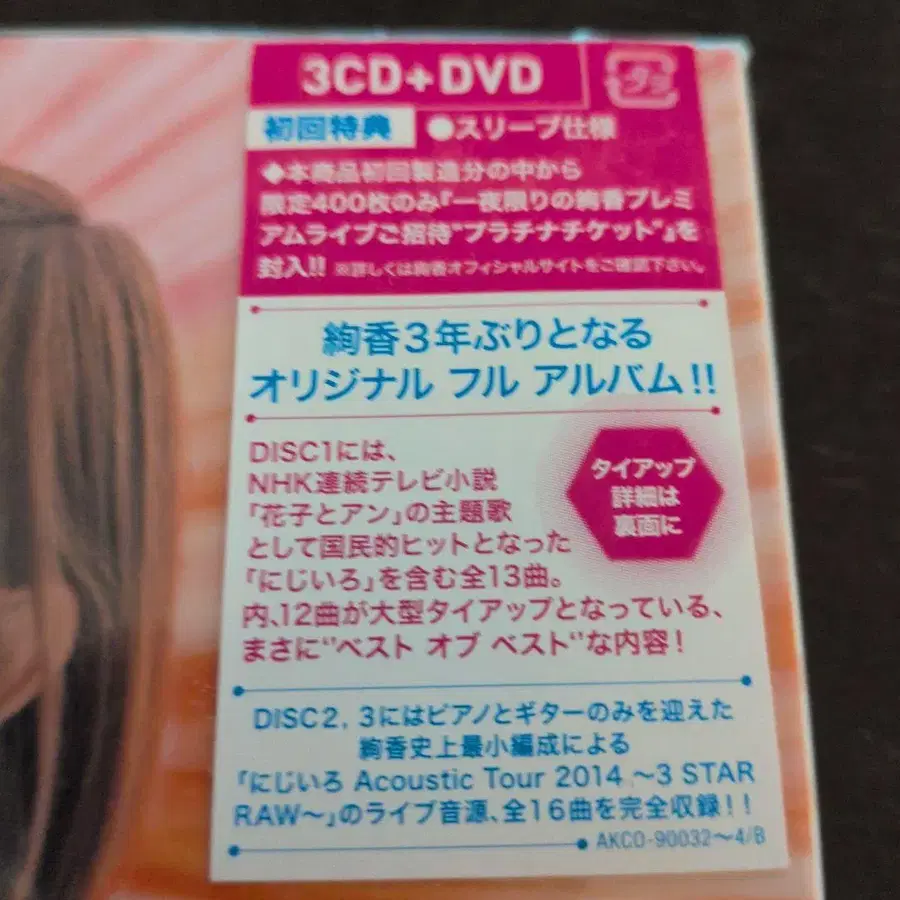 3CD+DVD
プラ
初回特典 ●スリーブ仕様
◆本商品初回製造分の中から
限定400枚のみ『一夜限りの絢香プレミ
アムライブご招待"プラチナチケット"』を
封入!! ※詳しくは絢香オフィシャルサイトをご確認下さい。
絢香3年ぶりとなる
オリジナル フル アルバム!!
DISC1には、
NHK連続テレビ小説
「花子とアン」の主題歌
として国民的ヒットとなった
「にじいろ」を含む全13曲。
内、12曲が大型タイアップとなっている、
まさに"ベスト オブ ベスト"な内容!
タイアップ
詳細は
裏面に
DISC2, 3にはピアノとギターのみを迎えた
絢香史上最小編成による
「にじいろ Acoustic Tour 2014 〜3 STAR
RAW〜」のライブ音源、全16曲を完全収録!!
AKCO-90032〜4/B